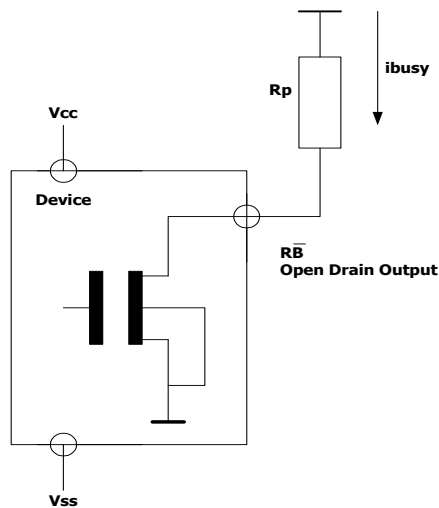 Rp
ibusy
Vcc
Device
RB̅
Open Drain Output
Vss